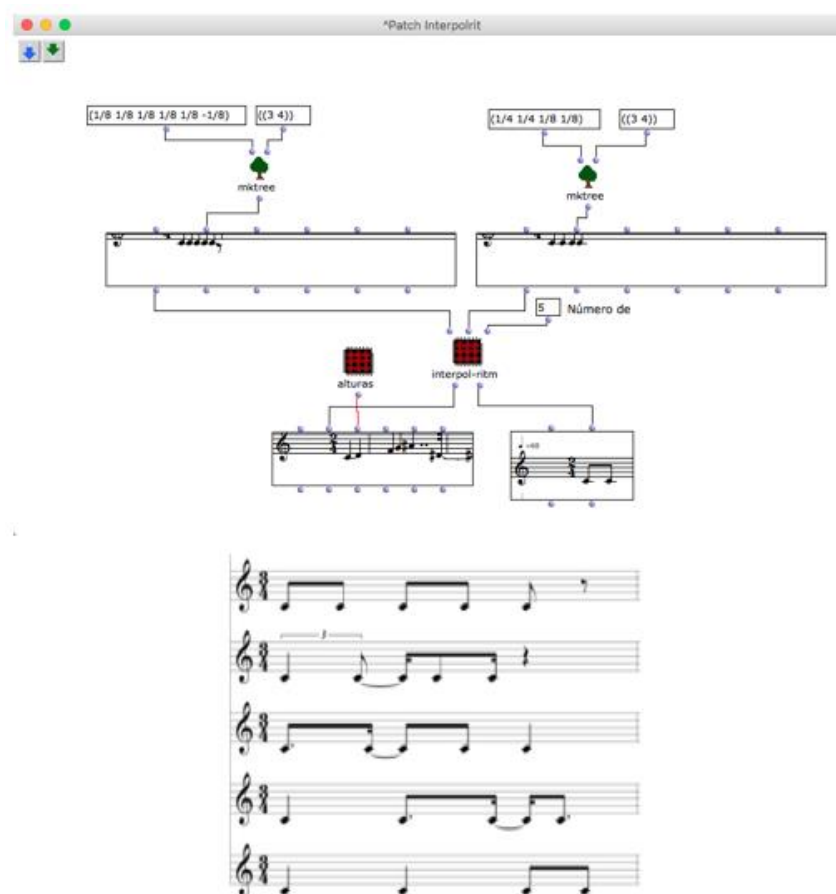 *Patch Interpolrit
(1/8 1/8 1/8 1/8 1/8 -1/8) ((3 4))
(1/4 1/4 1/8 1/8) ((3 4))
mktree
mktree
5 Número de
alturas
interpol-ritm
3